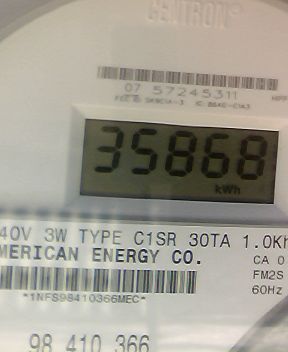 CENTRON®
07 57245311
35868
kWh
40V 3W TYPE C1SR 30TA 1.0Kh
MERICAN ENERGY CO.
CA 0
FM2S
*1NFS98410366MEC*
60Hz
98 410 366